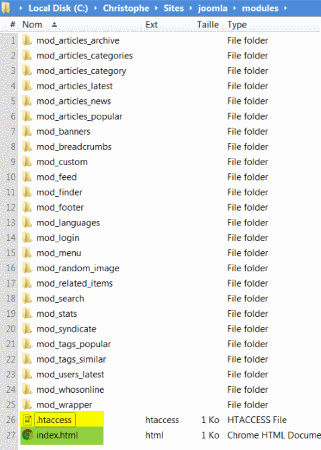 Local Disk (C:) Christophe Sites joomla modules
# Nom Ext Taille Type
1 mod_articles_archive File folder
2 mod_articles_categories File folder
3 mod_articles_category File folder
4 mod_articles_latest File folder
5 mod_articles_news File folder
6 mod_articles_popular File folder
7 mod_banners File folder
8 mod_breadcrumbs File folder
9 mod_custom File folder
10 mod_feed File folder
11 mod_finder File folder
12 mod_footer File folder
13 mod_languages File folder
14 mod_login File folder
15 mod_menu File folder
16 mod_random_image File folder
17 mod_related_items File folder
18 mod_search File folder
19 mod_stats File folder
20 mod_syndicate File folder
21 mod_tags_popular File folder
22 mod_tags_similar File folder
23 mod_users_latest File folder
24 mod_whosonline File folder
25 mod_wrapper File folder
26 .htaccess htaccess 1 Ko HTACCESS File
27 index.html html 1 Ko Chrome HTML Docume